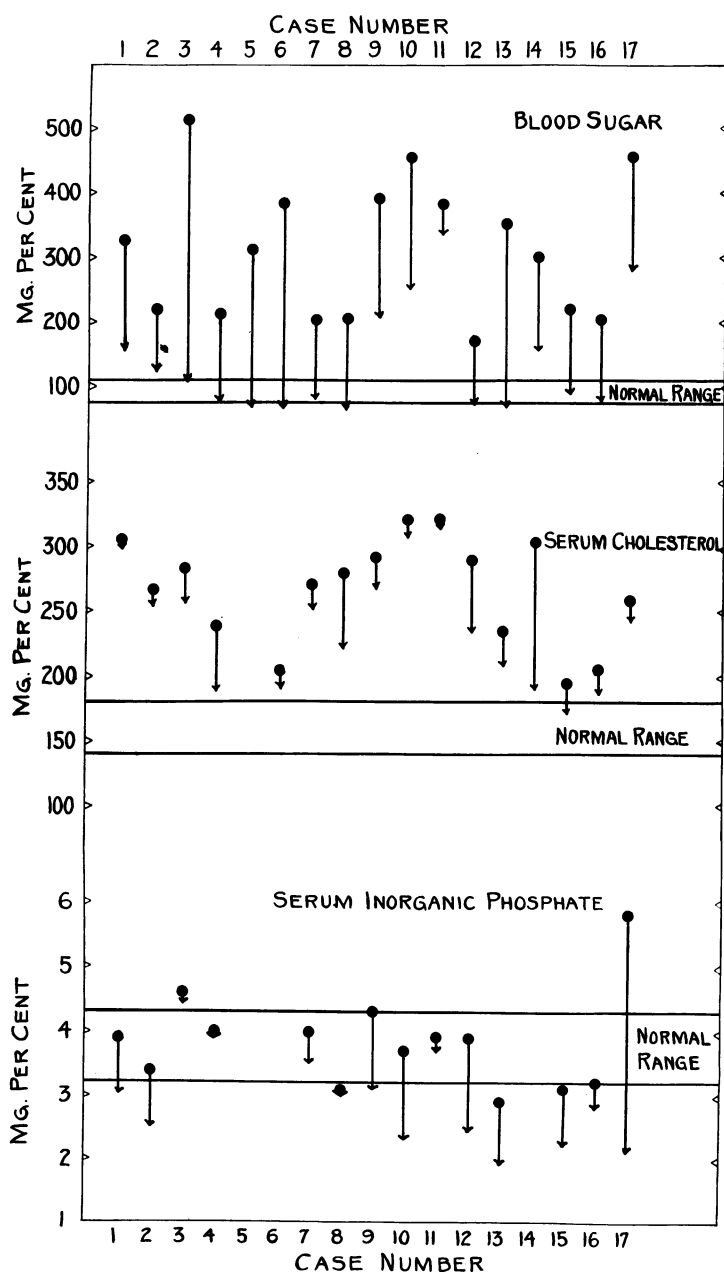 CASE NUMBER
1 2 3 4 5 6 7 8 9 10 11 12 13 14 15 16 17
BLOOD SUGAR
500
400
300
200
100
MG. PER CENT
NORMAL RANGE
350
300
250
200
150
100
MG. PER CENT
SERUM CHOLESTEROL
NORMAL RANGE
SERUM INORGANIC PHOSPHATE
6
5
4
3
2
1
MG. PER CENT
NORMAL
RANGE
1 2 3 4 5 6 7 8 9 10 11 12 13 14 15 16 17
CASE NUMBER